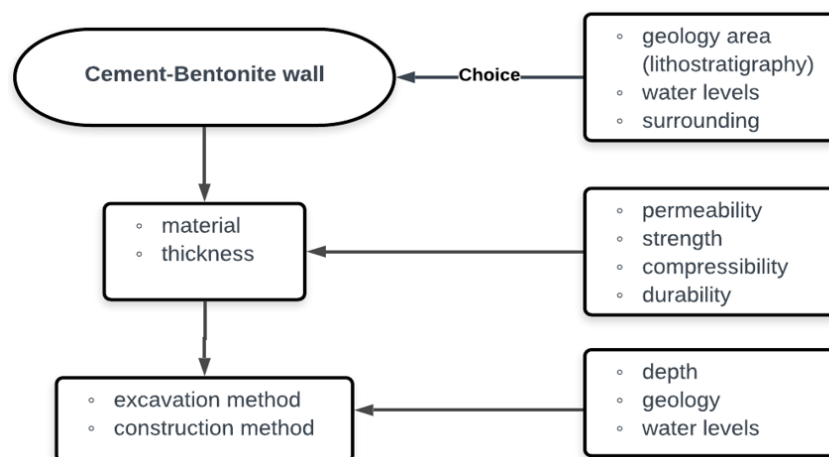 Cement-Bentonite wall
Choice
◦ geology area
(lithostratigraphy)
◦ water levels
◦ surrounding
◦ material
◦ thickness
◦ permeability
◦ strength
◦ compressibility
◦ durability
◦ excavation method
◦ construction method
◦ depth
◦ geology
◦ water levels